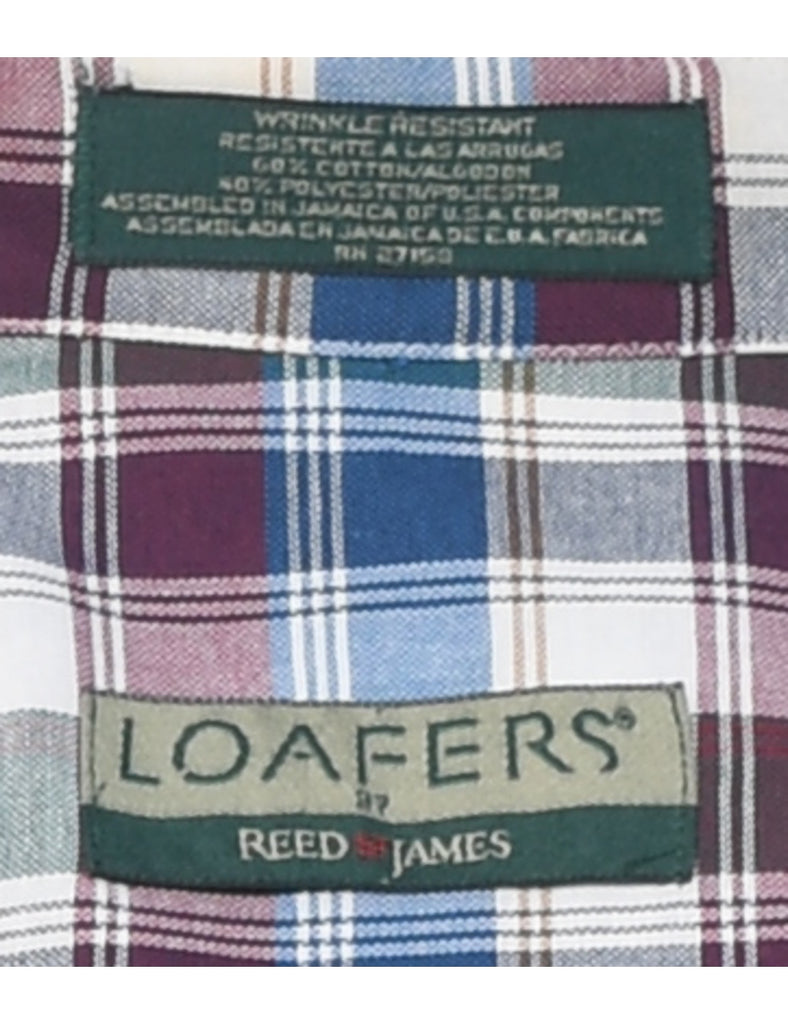 WRINKLE RESISTANT
RESISTENTE A LAS ARRUGAS
60% COTTON/ALGODON
40% POLYESTER/POLIESTER
ASSEMBLED IN JAMAICA OF U.S.A. COMPONENTS
ASSEMBLADA EN JAMAICA DE E.U.A. FABRICA
RN 27153
LOAFERS®
BY
REED JAMES